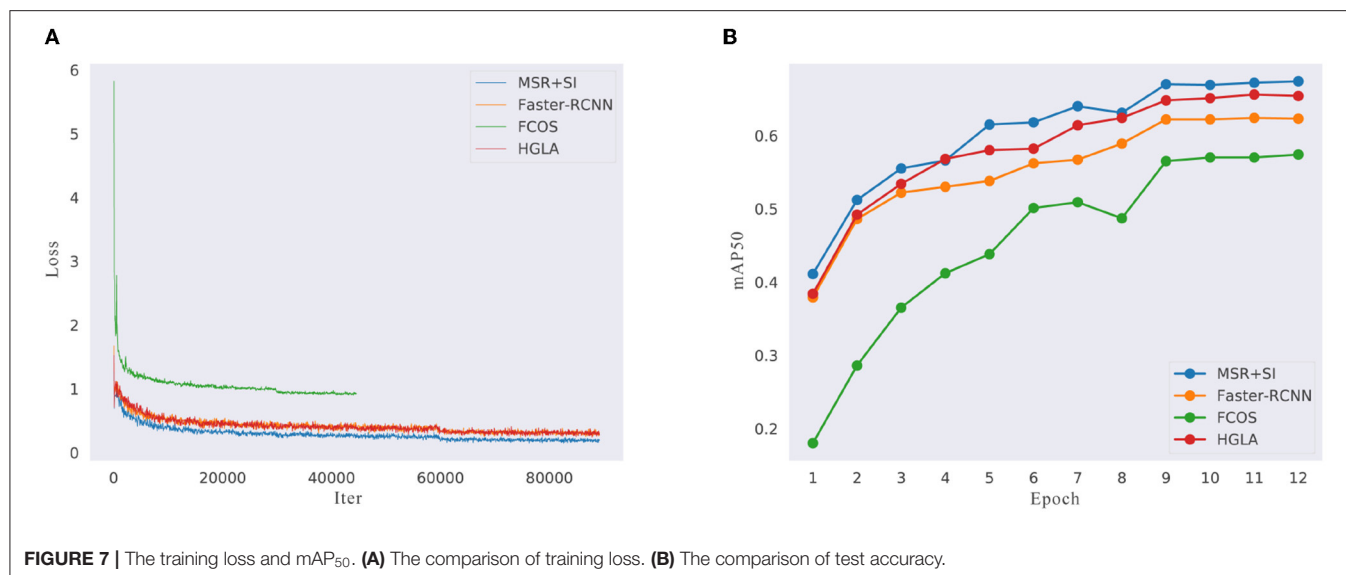 A
6
5
4
3
2
1
0
Loss
0 20000 40000 60000 80000
Iter
MSR+SI
Faster-RCNN
FCOS
HGLA
B
0.6
0.5
0.4
0.3
0.2
mAP50
1 2 3 4 5 6 7 8 9 10 11 12
Epoch
MSR+SI
Faster-RCNN
FCOS
HGLA
FIGURE 7 | The training loss and mAP50. (A) The comparison of training loss. (B) The comparison of test accuracy.